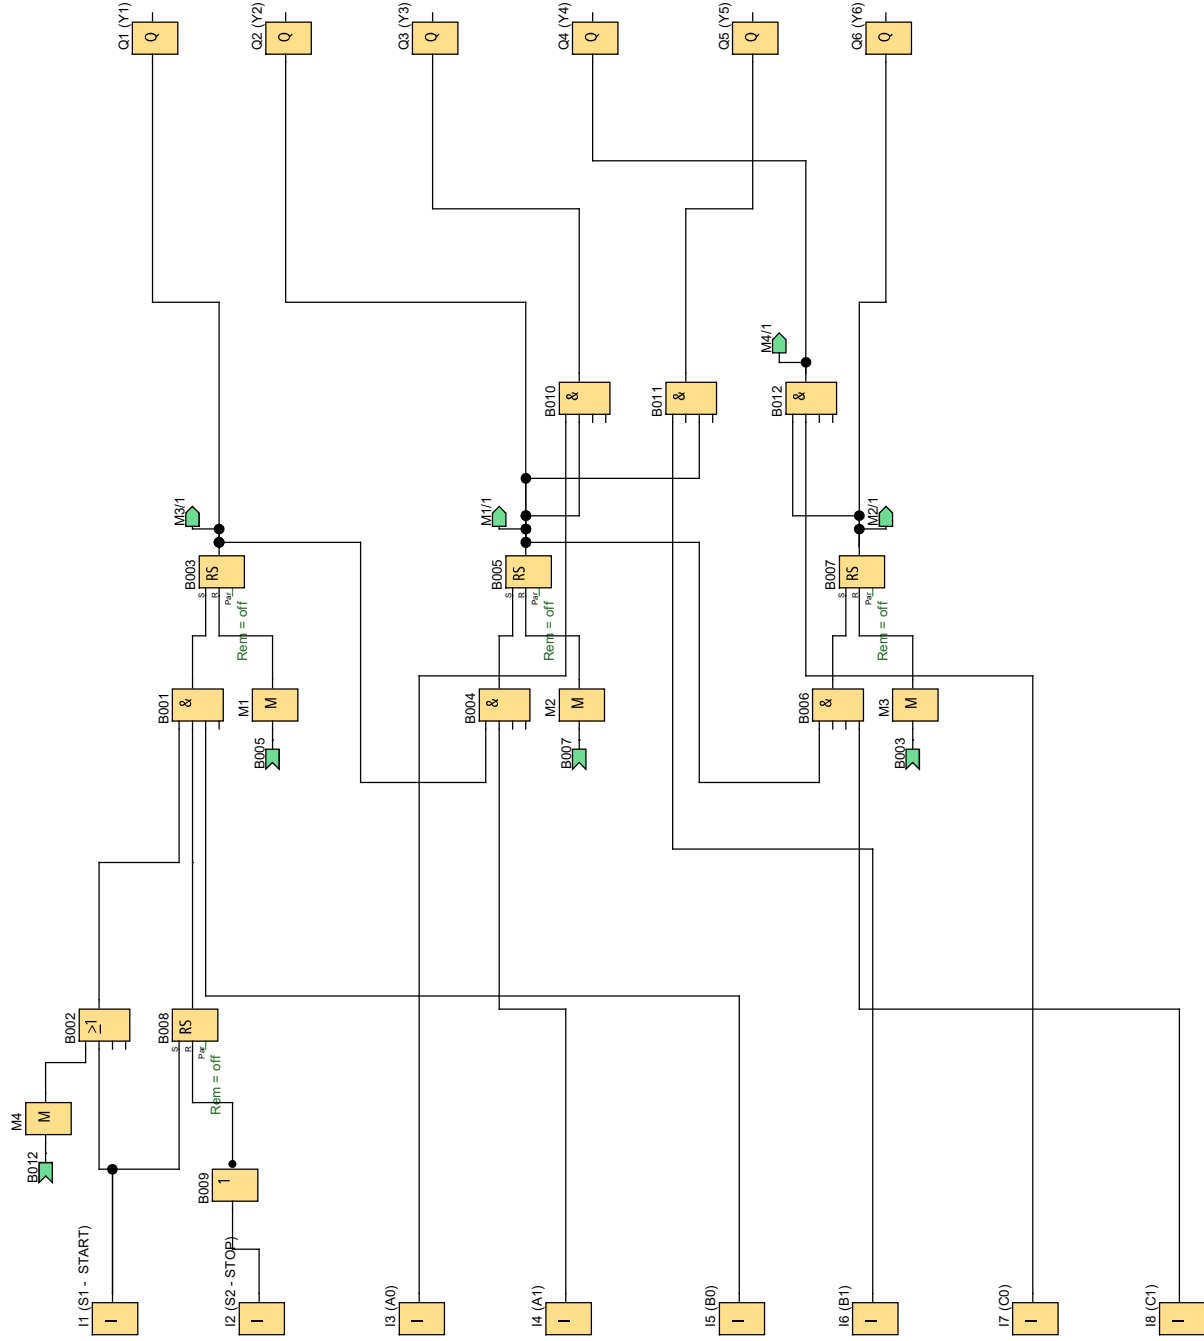 Q1 (Y1)
Q
Q2 (Y2)
Q
Q3 (Y3)
Q
Q4 (Y4)
Q
Q5 (Y5)
Q
Q6 (Y6)
Q
M4/1
B010
&
B011
&
B012
&
M3/1
M1/1
M2/1
B003
RS
S
R
Par
Rem = off
B005
RS
S
R
Par
Rem = off
B007
RS
S
R
Par
Rem = off
B001
&
M1
M
B005
B004
&
M2
M
B007
B006
&
M3
M
B003
B002
≥1
B008
RS
S
R
Par
Rem = off
M4
M
B012
B009
1
I1 (S1 - START)
I
I2 (S2 - STOP)
I
I3 (A0)
I
I4 (A1)
I
I5 (B0)
I
I6 (B1)
I
I7 (C0)
I
I8 (C1)
I